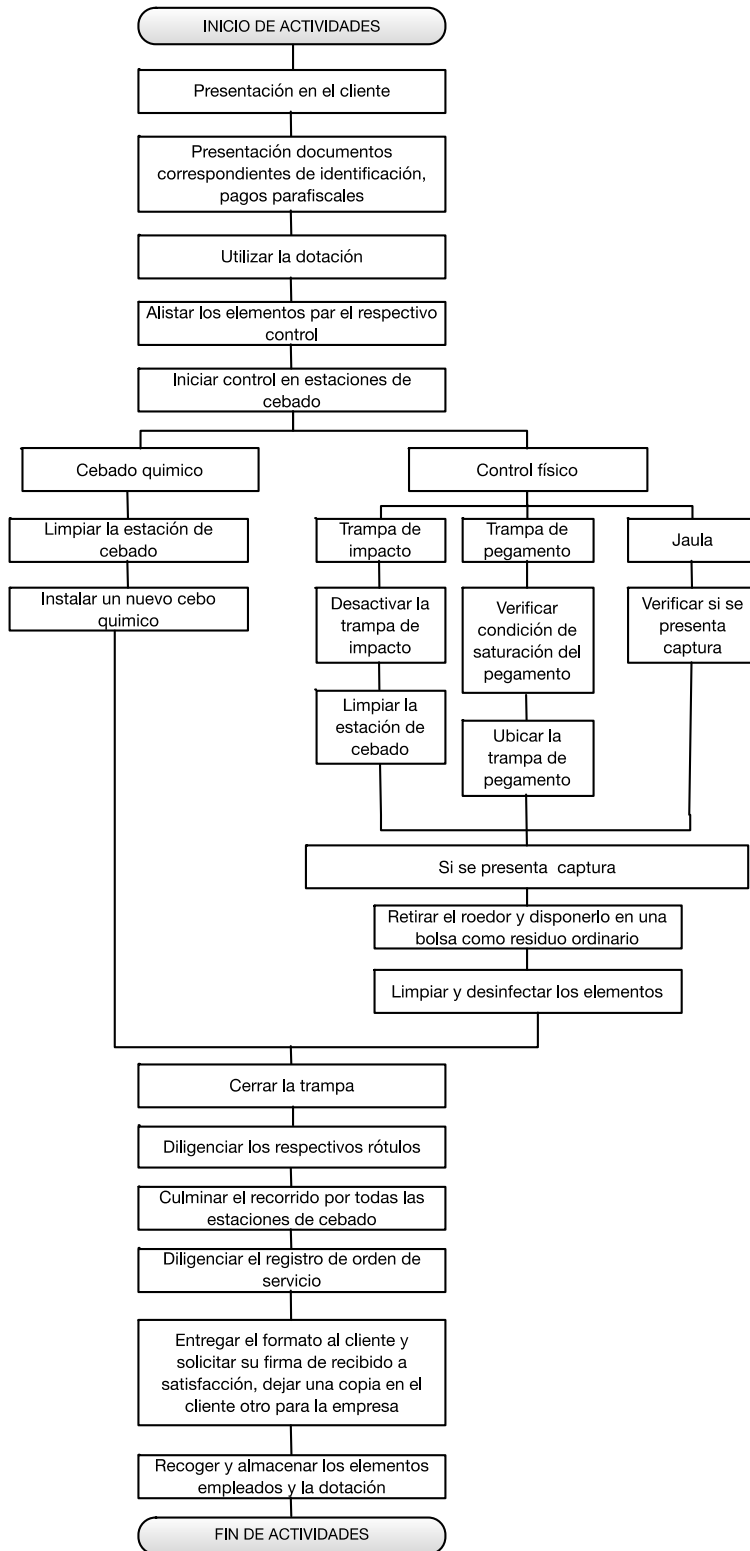 INICIO DE ACTIVIDADES
Presentación en el cliente
Presentación documentos
correspondientes de identificación,
pagos parafiscales
Utilizar la dotación
Alistar los elementos par el respectivo
control
Iniciar control en estaciones de
cebado
Cebado quimico
Limpiar la estación de
cebado
Instalar un nuevo cebo
quimico
Control físico
Trampa de
impacto
Desactivar la
trampa de
impacto
Limpiar la
estación de
cebado
Trampa de
pegamento
Verificar
condición de
saturación del
pegamento
Ubicar la
trampa de
pegamento
Jaula
Verificar si se
presenta
captura
Si se presenta captura
Retirar el roedor y disponerlo en una
bolsa como residuo ordinario
Limpiar y desinfectar los elementos
Cerrar la trampa
Diligenciar los respectivos rótulos
Culminar el recorrido por todas las
estaciones de cebado
Diligenciar el registro de orden de
servicio
Entregar el formato al cliente y
solicitar su firma de recibido a
satisfacción, dejar una copia en el
cliente otro para la empresa
Recoger y almacenar los elementos
empleados y la dotación
FIN DE ACTIVIDADES